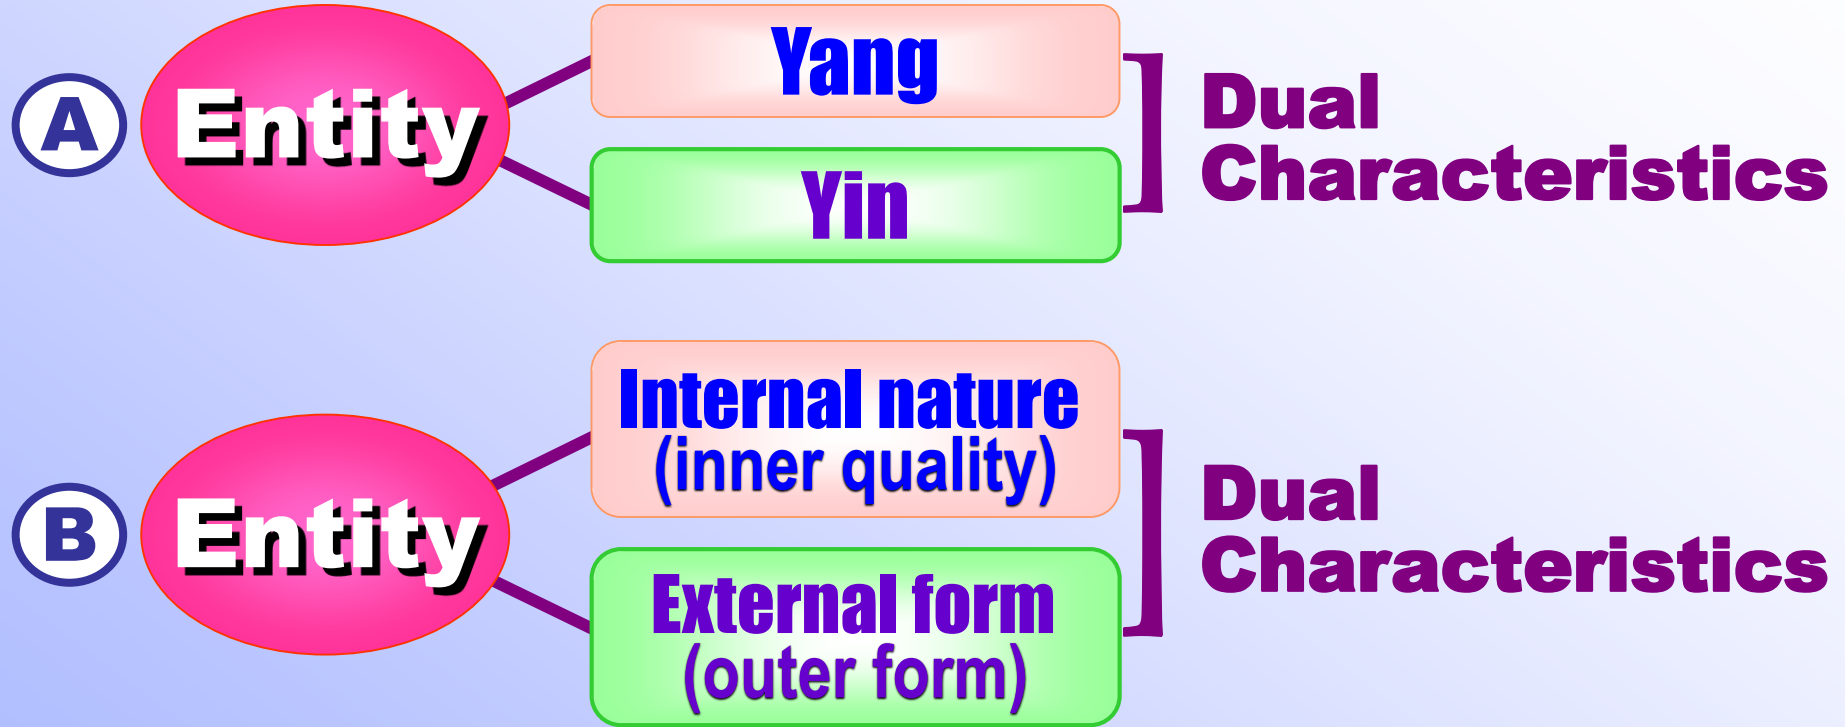 A
Entity
Yang
Yin
Dual
Characteristics
B
Entity
Internal nature
(inner quality)
External form
(outer form)
Dual
Characteristics